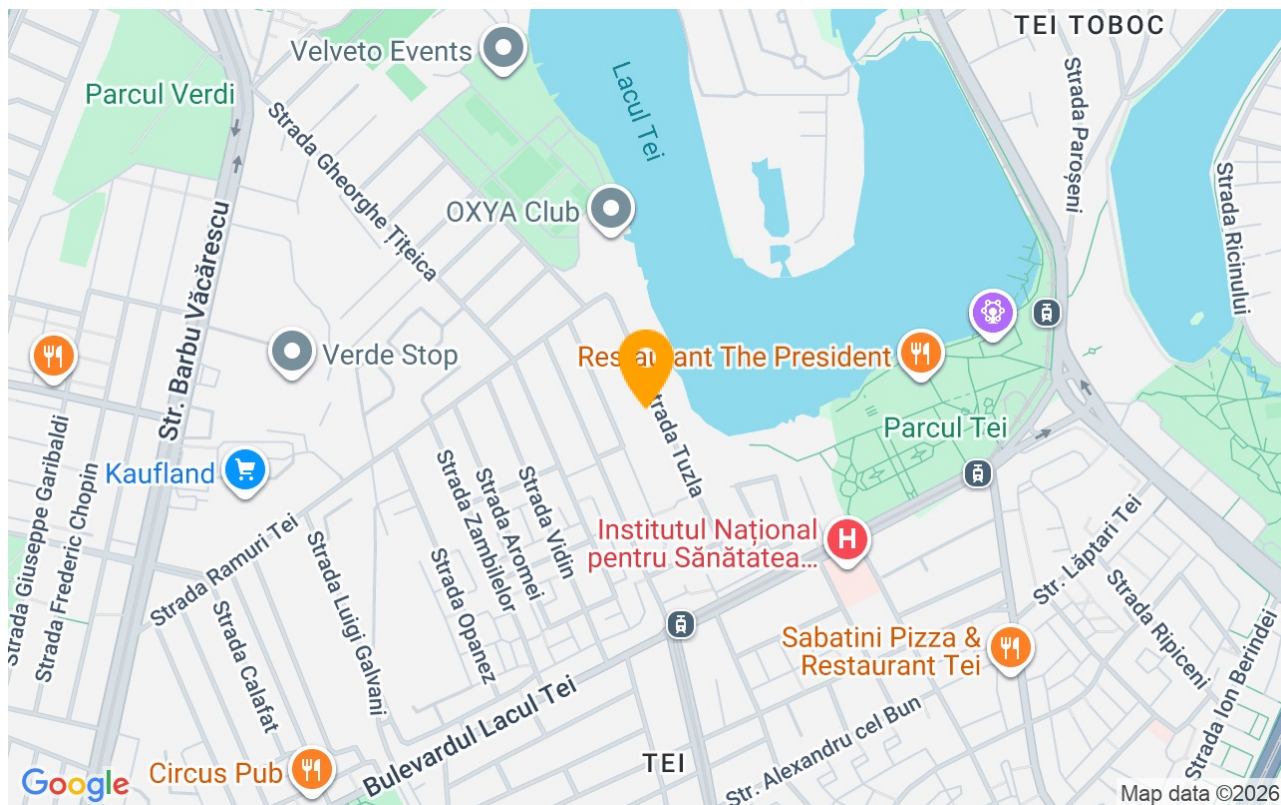 TEI TOBOC
Velveto Events
Parcul Verdi
Lacul Tei
Strada Paroșeni
Strada Gheorghe Țițeica
Strada Ricinului
OXYA Club
Str. Barbu Văcărescu
Verde Stop
Restaurant The President
Strada Tuzla
Parcul Tei
Strada Giuseppe Garibaldi
Strada Frederic Chopin
Kaufland
Strada Zambilelor
Strada Aromei
Strada Vidin
Institutul Național
pentru Sănătatea...
H
Strada Ramuri Tei
Strada Luigi Galvani
Strada Opanez
Str. Lăptari Tei
Strada Ripiceni
Strada Calafat
Sabatini Pizza &
Restaurant Tei
Strada Ion Berindei
Bulevardul Lacul Tei
TEI
Str. Alexandru cel Bun
Circus Pub
Google
Map data ©2026